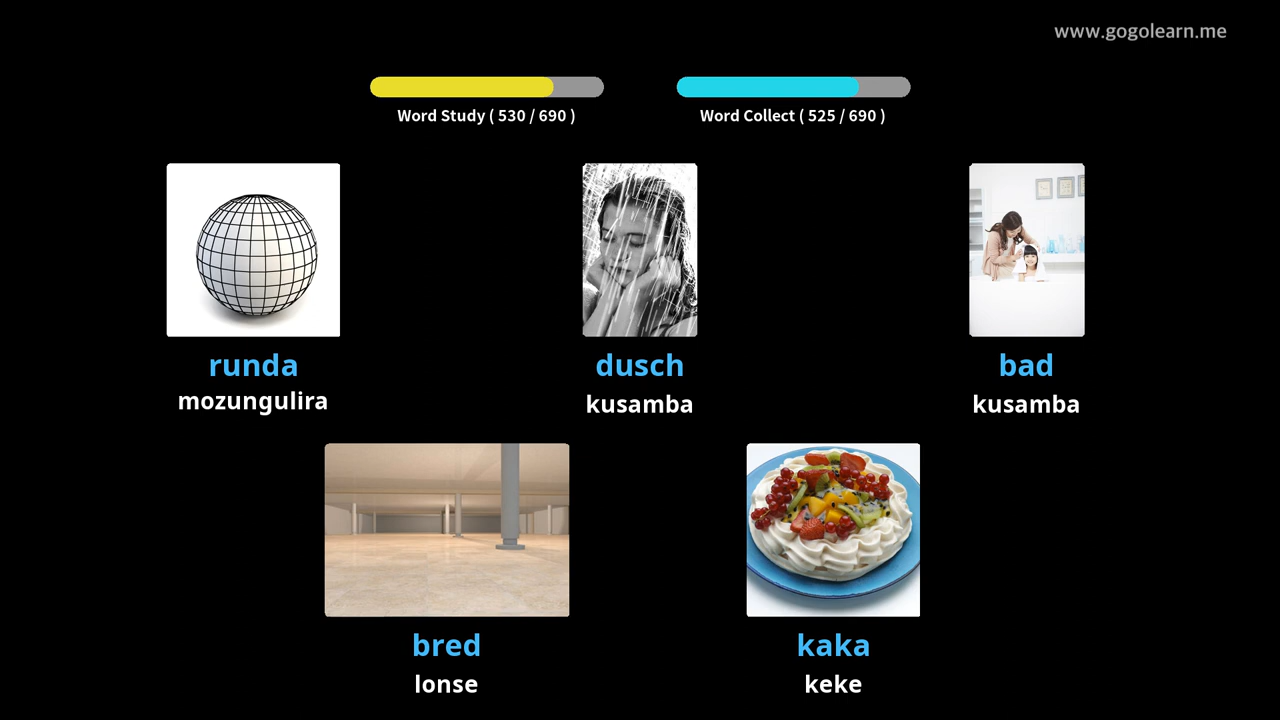 www.gogolearn.me
Word Study ( 530 / 690 )
Word Collect ( 525 / 690 )
runda
mozungulira
dusch
kusamba
bad
kusamba
bred
lonse
kaka
keke